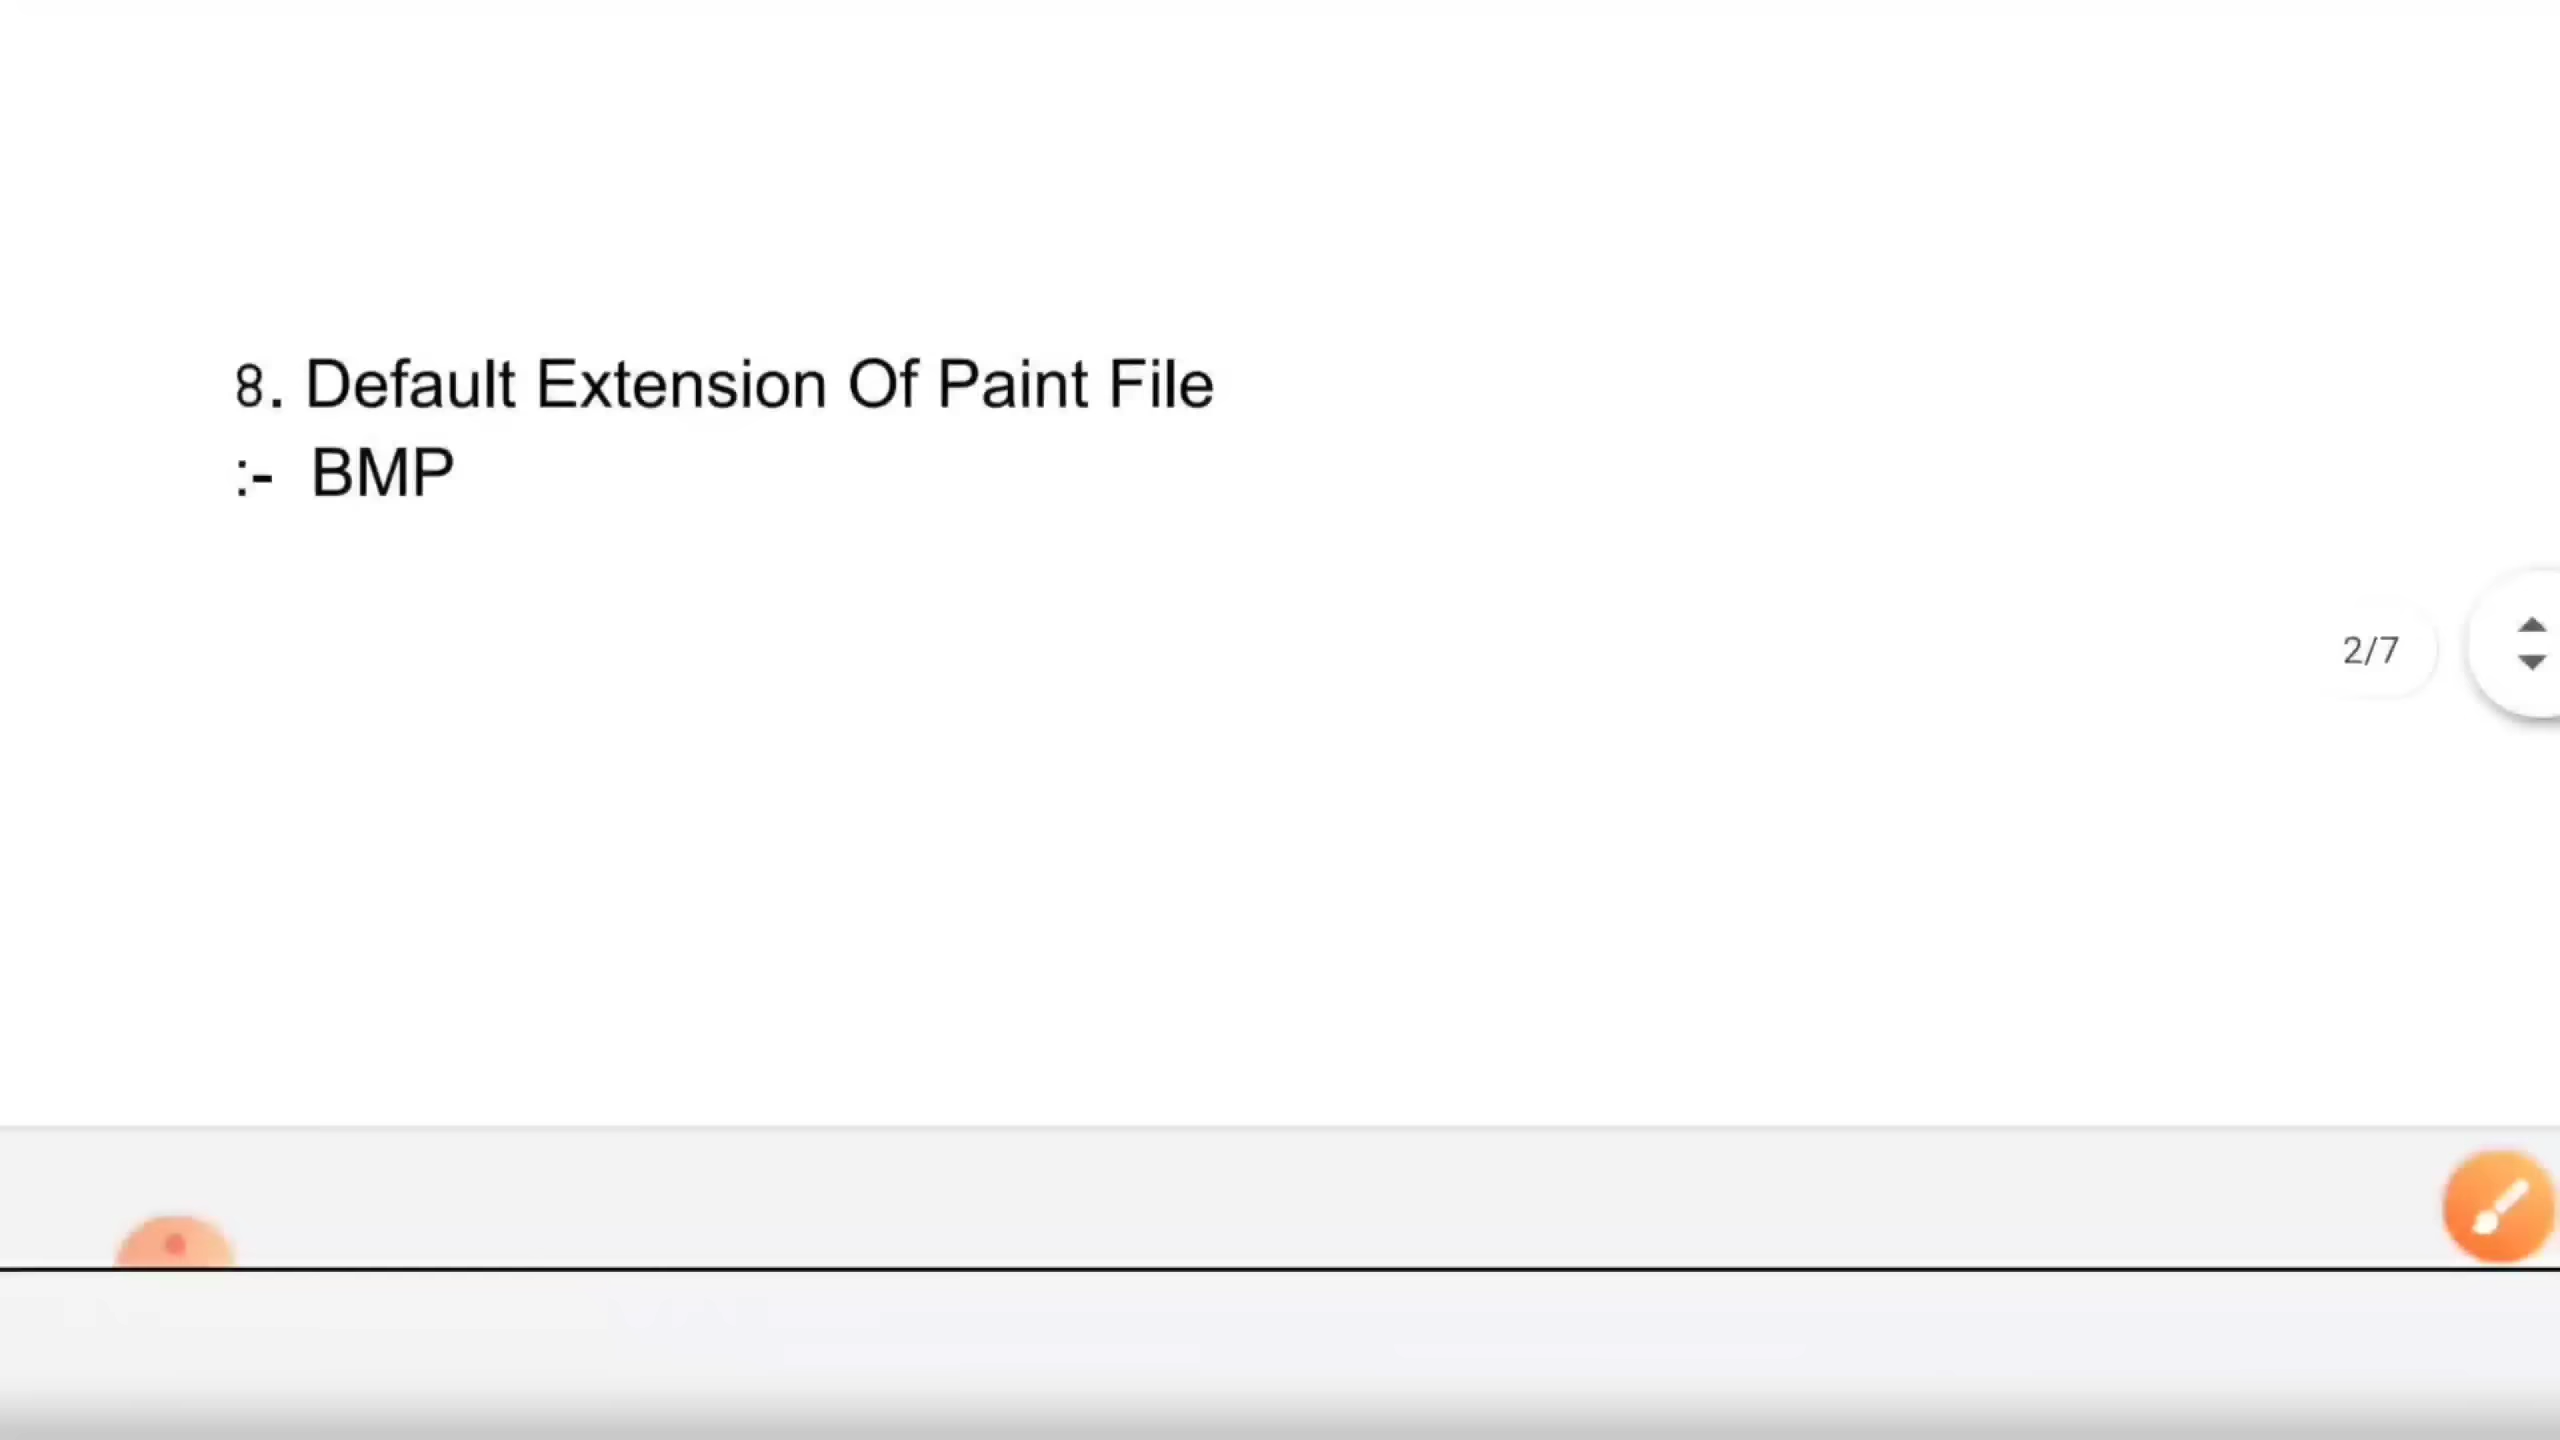 8. Default Extension Of Paint File
:- BMP
2/7